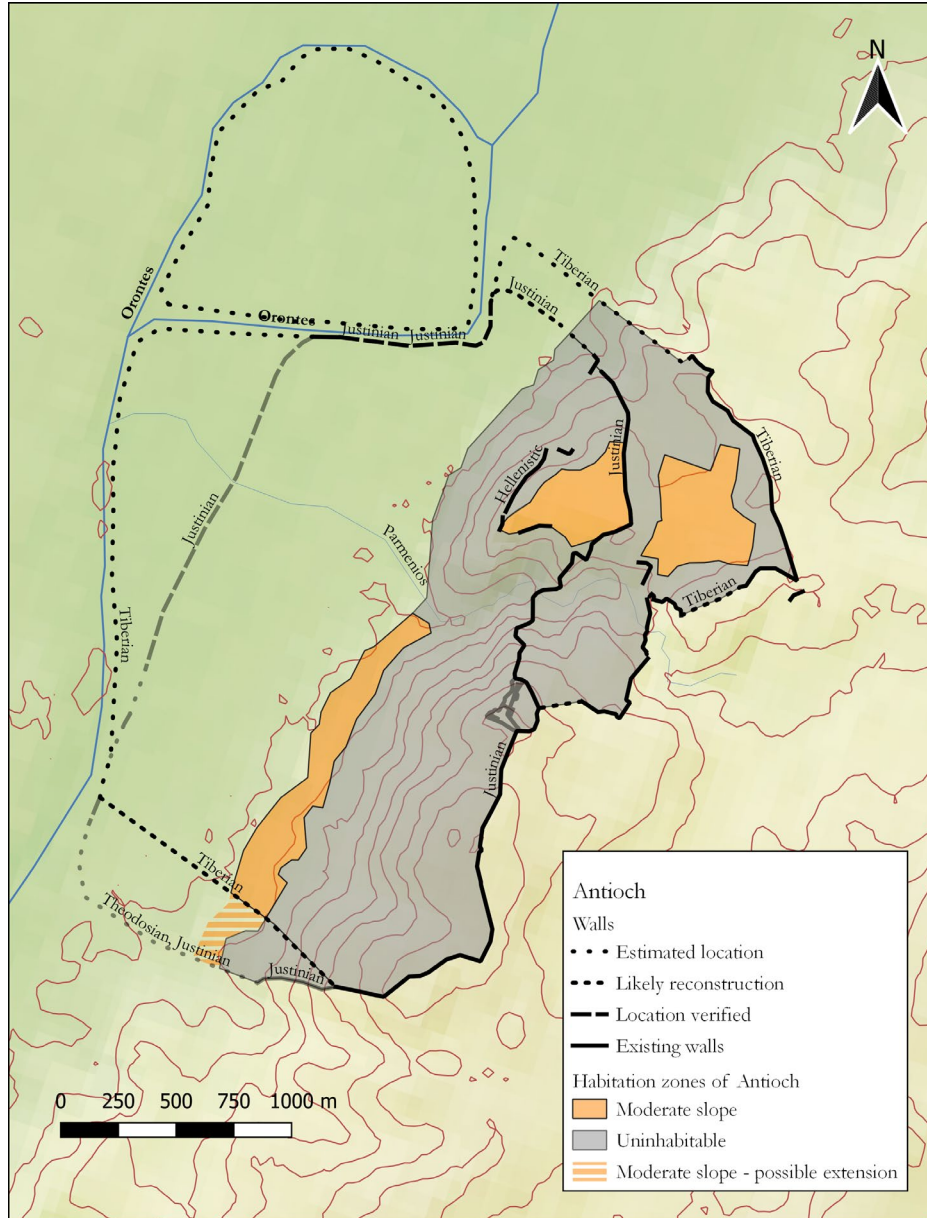 N
Orontes
Orontes
Tiberian
Justinian
Justinian
Justinian
Tiberian
Justinian
Hellenistic
Justinian
Parmenios
Tiberian
Tiberian
Justinian
Tiberian
Theodosian, Justinian
Justinian
Antioch
Walls
Estimated location
Likely reconstruction
Location verified
Existing walls
Habitation zones of Antioch
Moderate slope
Uninhabitable
Moderate slope - possible extension
0 250 500 750 1000 m